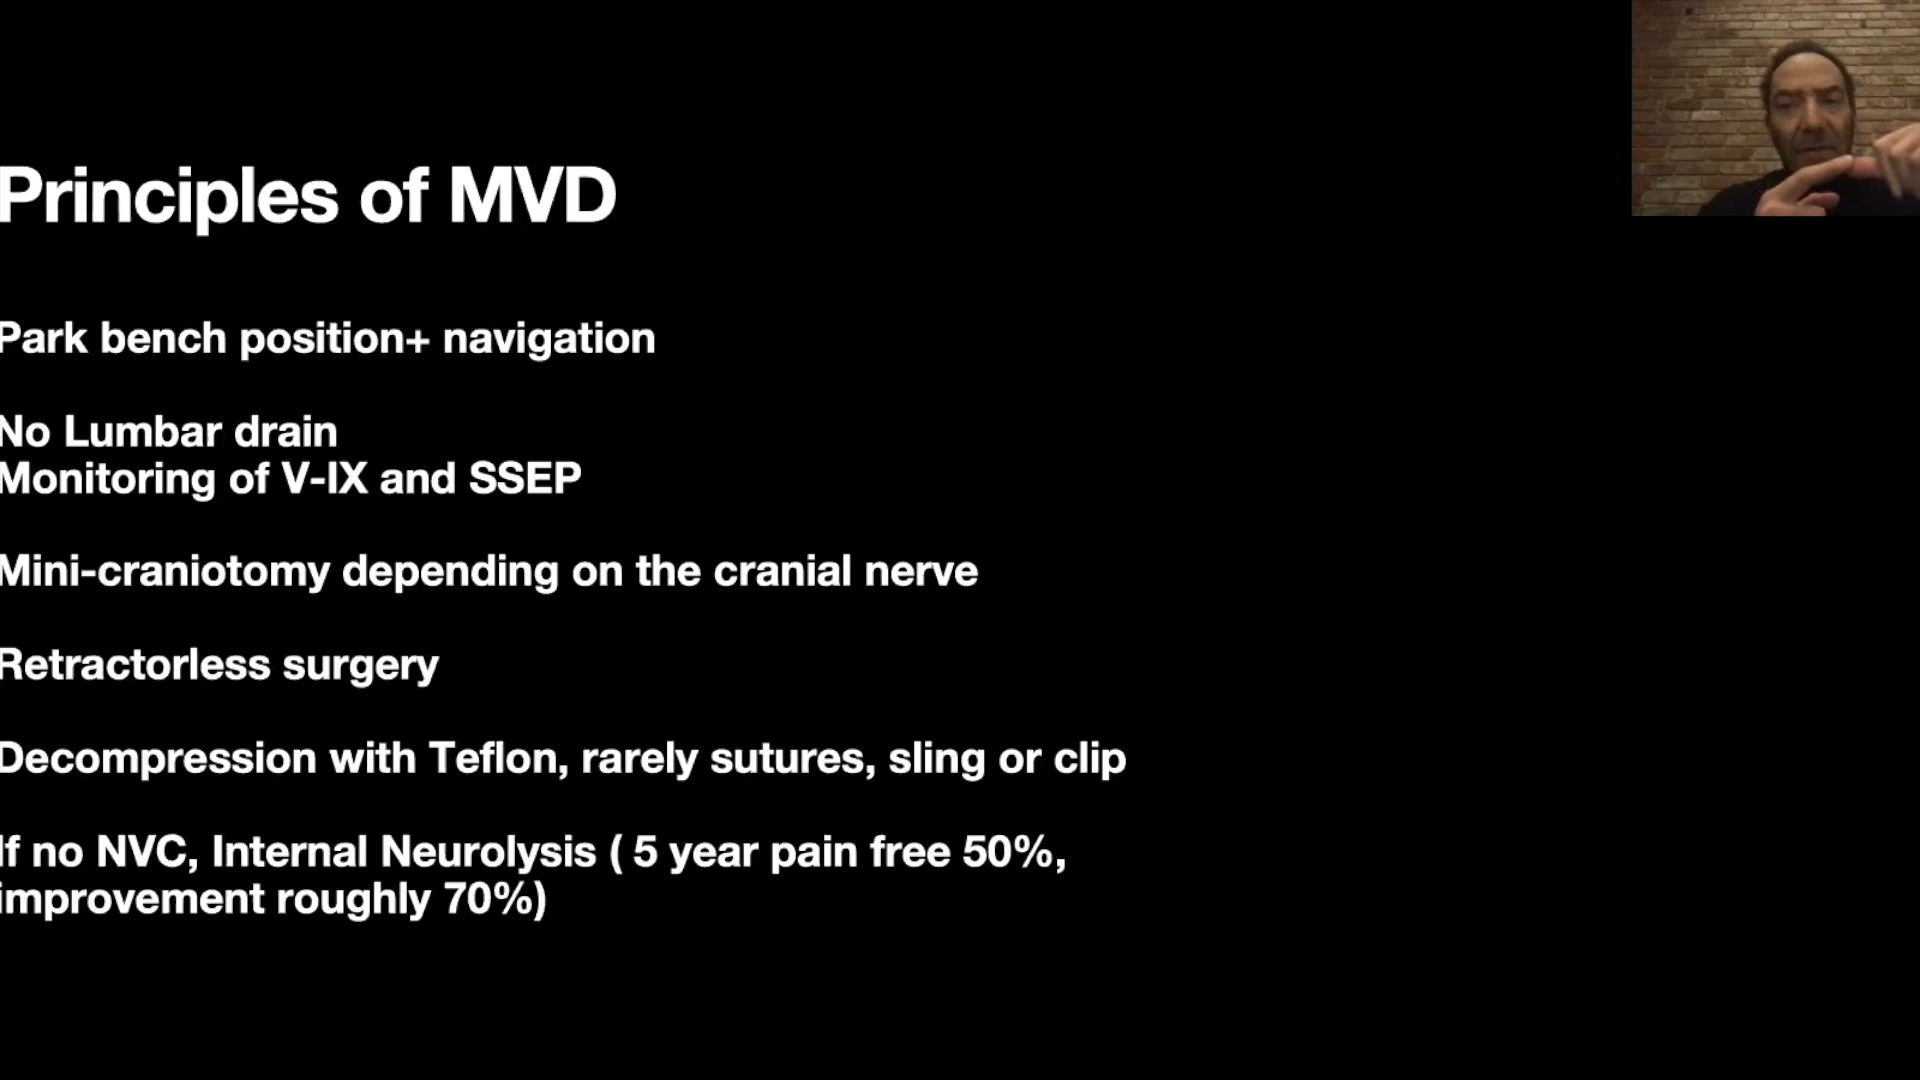 Principles of MVD
Park bench position+ navigation
No Lumbar drain
Monitoring of V-IX and SSEP
Mini-craniotomy depending on the cranial nerve
Retractorless surgery
Decompression with Teflon, rarely sutures, sling or clip
If no NVC, Internal Neurolysis ( 5 year pain free 50%,
improvement roughly 70%)